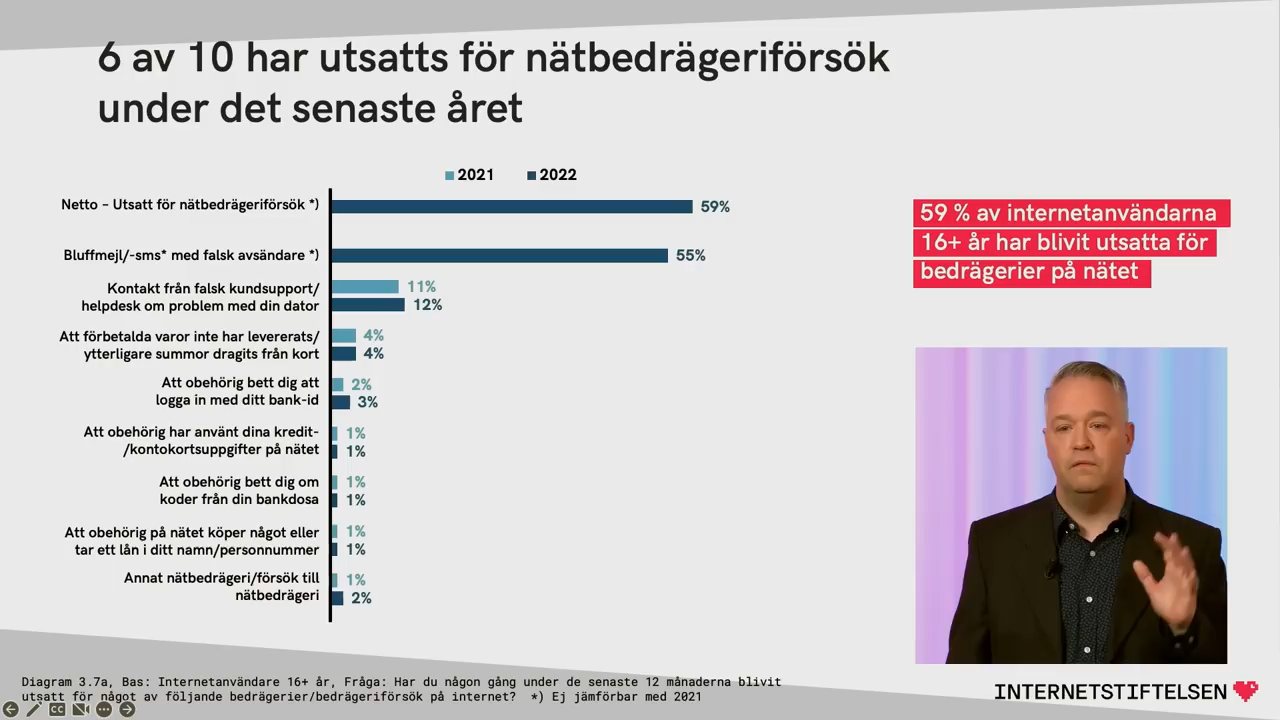 6 av 10 har utsatts för nätbedrägeriförsök
under det senaste året
2021 2022
Netto – Utsatt för nätbedrägeriförsök *) 59%
Bluffmejl/-sms* med falsk avsändare *) 55%
Kontakt från falsk kundsupport/ 11%
helpdesk om problem med din dator 12%
Att förbetalda varor inte har levererats/ 4%
ytterligare summor dragits från kort 4%
Att obehörig bett dig att 2%
logga in med ditt bank-id 3%
Att obehörig har använt dina kredit- 1%
/kontokortsuppgifter på nätet 1%
Att obehörig bett dig om 1%
koder från din bankdosa 1%
Att obehörig på nätet köper något eller 1%
tar ett lån i ditt namn/personnummer 1%
Annat nätbedrägeri/försök till 1%
nätbedrägeri 2%
59 % av internetanvändarna
16+ år har blivit utsatta för
bedrägerier på nätet
Diagram 3.7a, Bas: Internetanvändare 16+ år, Fråga: Har du någon gång under de senaste 12 månaderna blivit
utsatt för något av följande bedrägerier/bedrägeriförsök på internet? *) Ej jämförbar med 2021
INTERNETSTIFTELSEN
CC